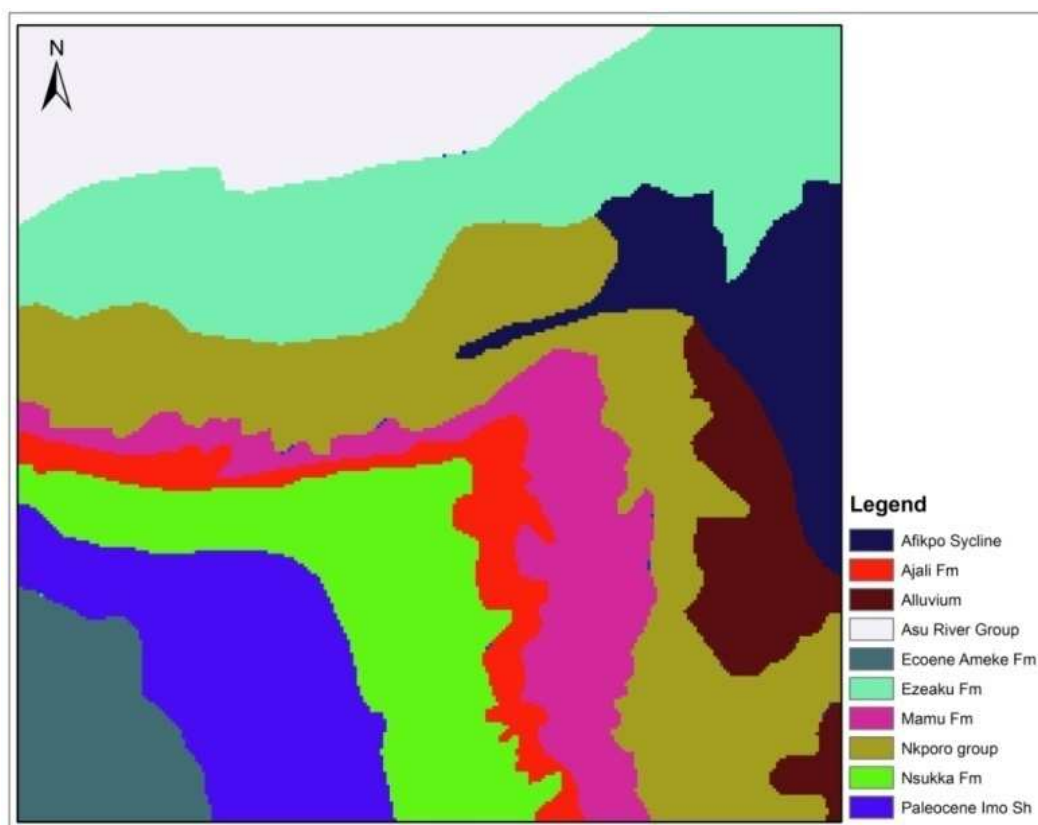 N
Legend
Afikpo Sycline
Ajali Fm
Alluvium
Asu River Group
Ecoene Ameke Fm
Ezeaku Fm
Mamu Fm
Nkporo group
Nsukka Fm
Paleocene Imo Sh